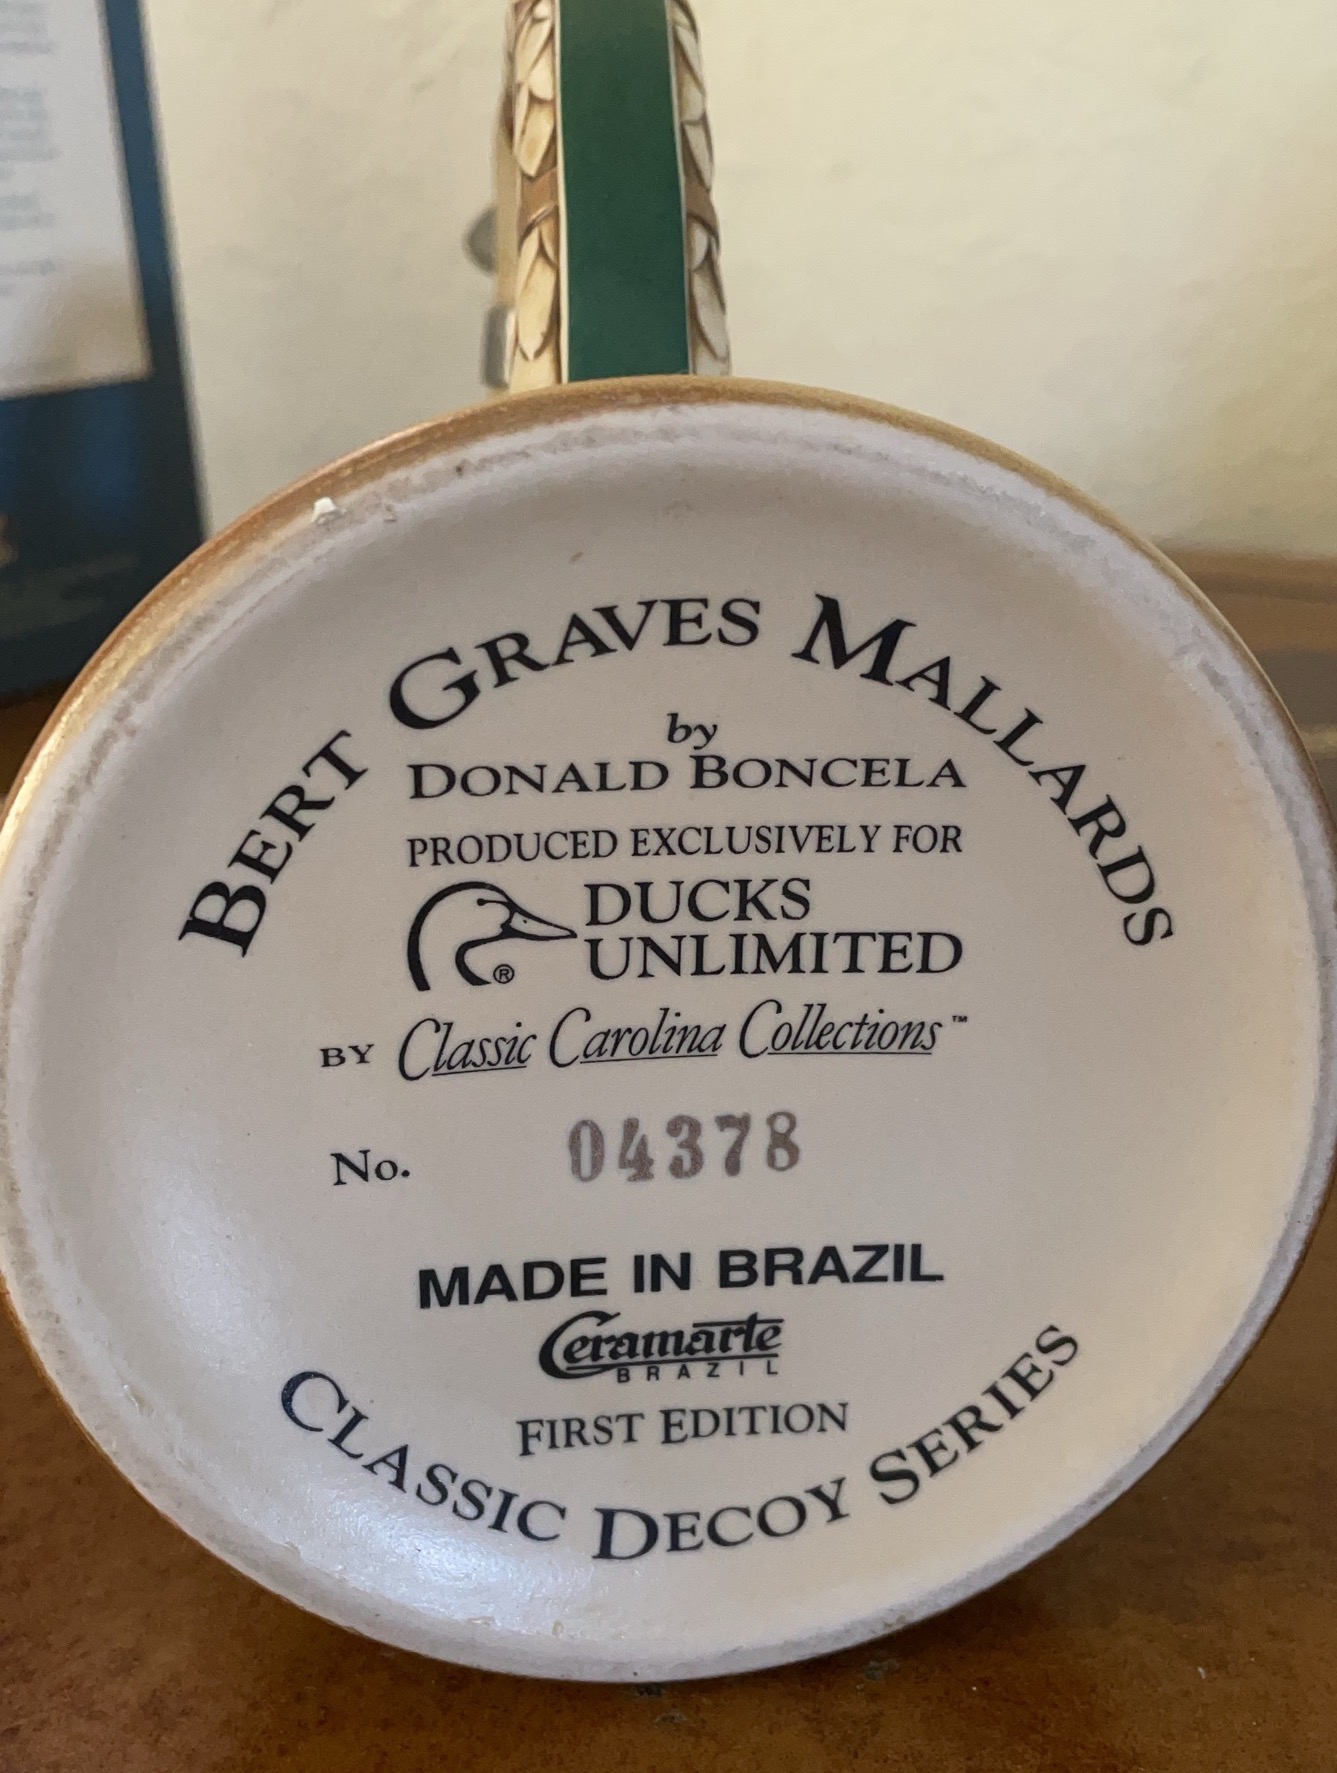 BERT GRAVES MALLARDS
by
DONALD BONCELA
PRODUCED EXCLUSIVELY FOR
DUCKS
UNLIMITED
®
BY Classic Carolina Collections™
No. 04378
MADE IN BRAZIL
Ceramarte
BRAZIL
FIRST EDITION
CLASSIC DECOY SERIES